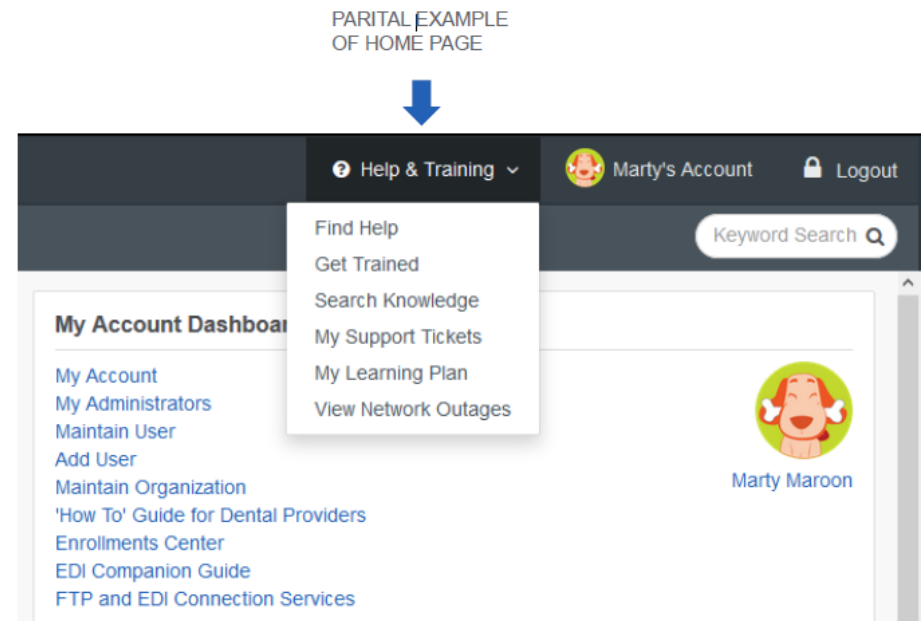 PARITAL EXAMPLE
OF HOME PAGE
Help & Training
Marty's Account
Logout
Keyword Search
Find Help
Get Trained
Search Knowledge
My Support Tickets
My Learning Plan
View Network Outages
My Account Dashboar
My Account
My Administrators
Maintain User
Add User
Maintain Organization
'How To' Guide for Dental Providers
Enrollments Center
EDI Companion Guide
FTP and EDI Connection Services
Marty Maroon